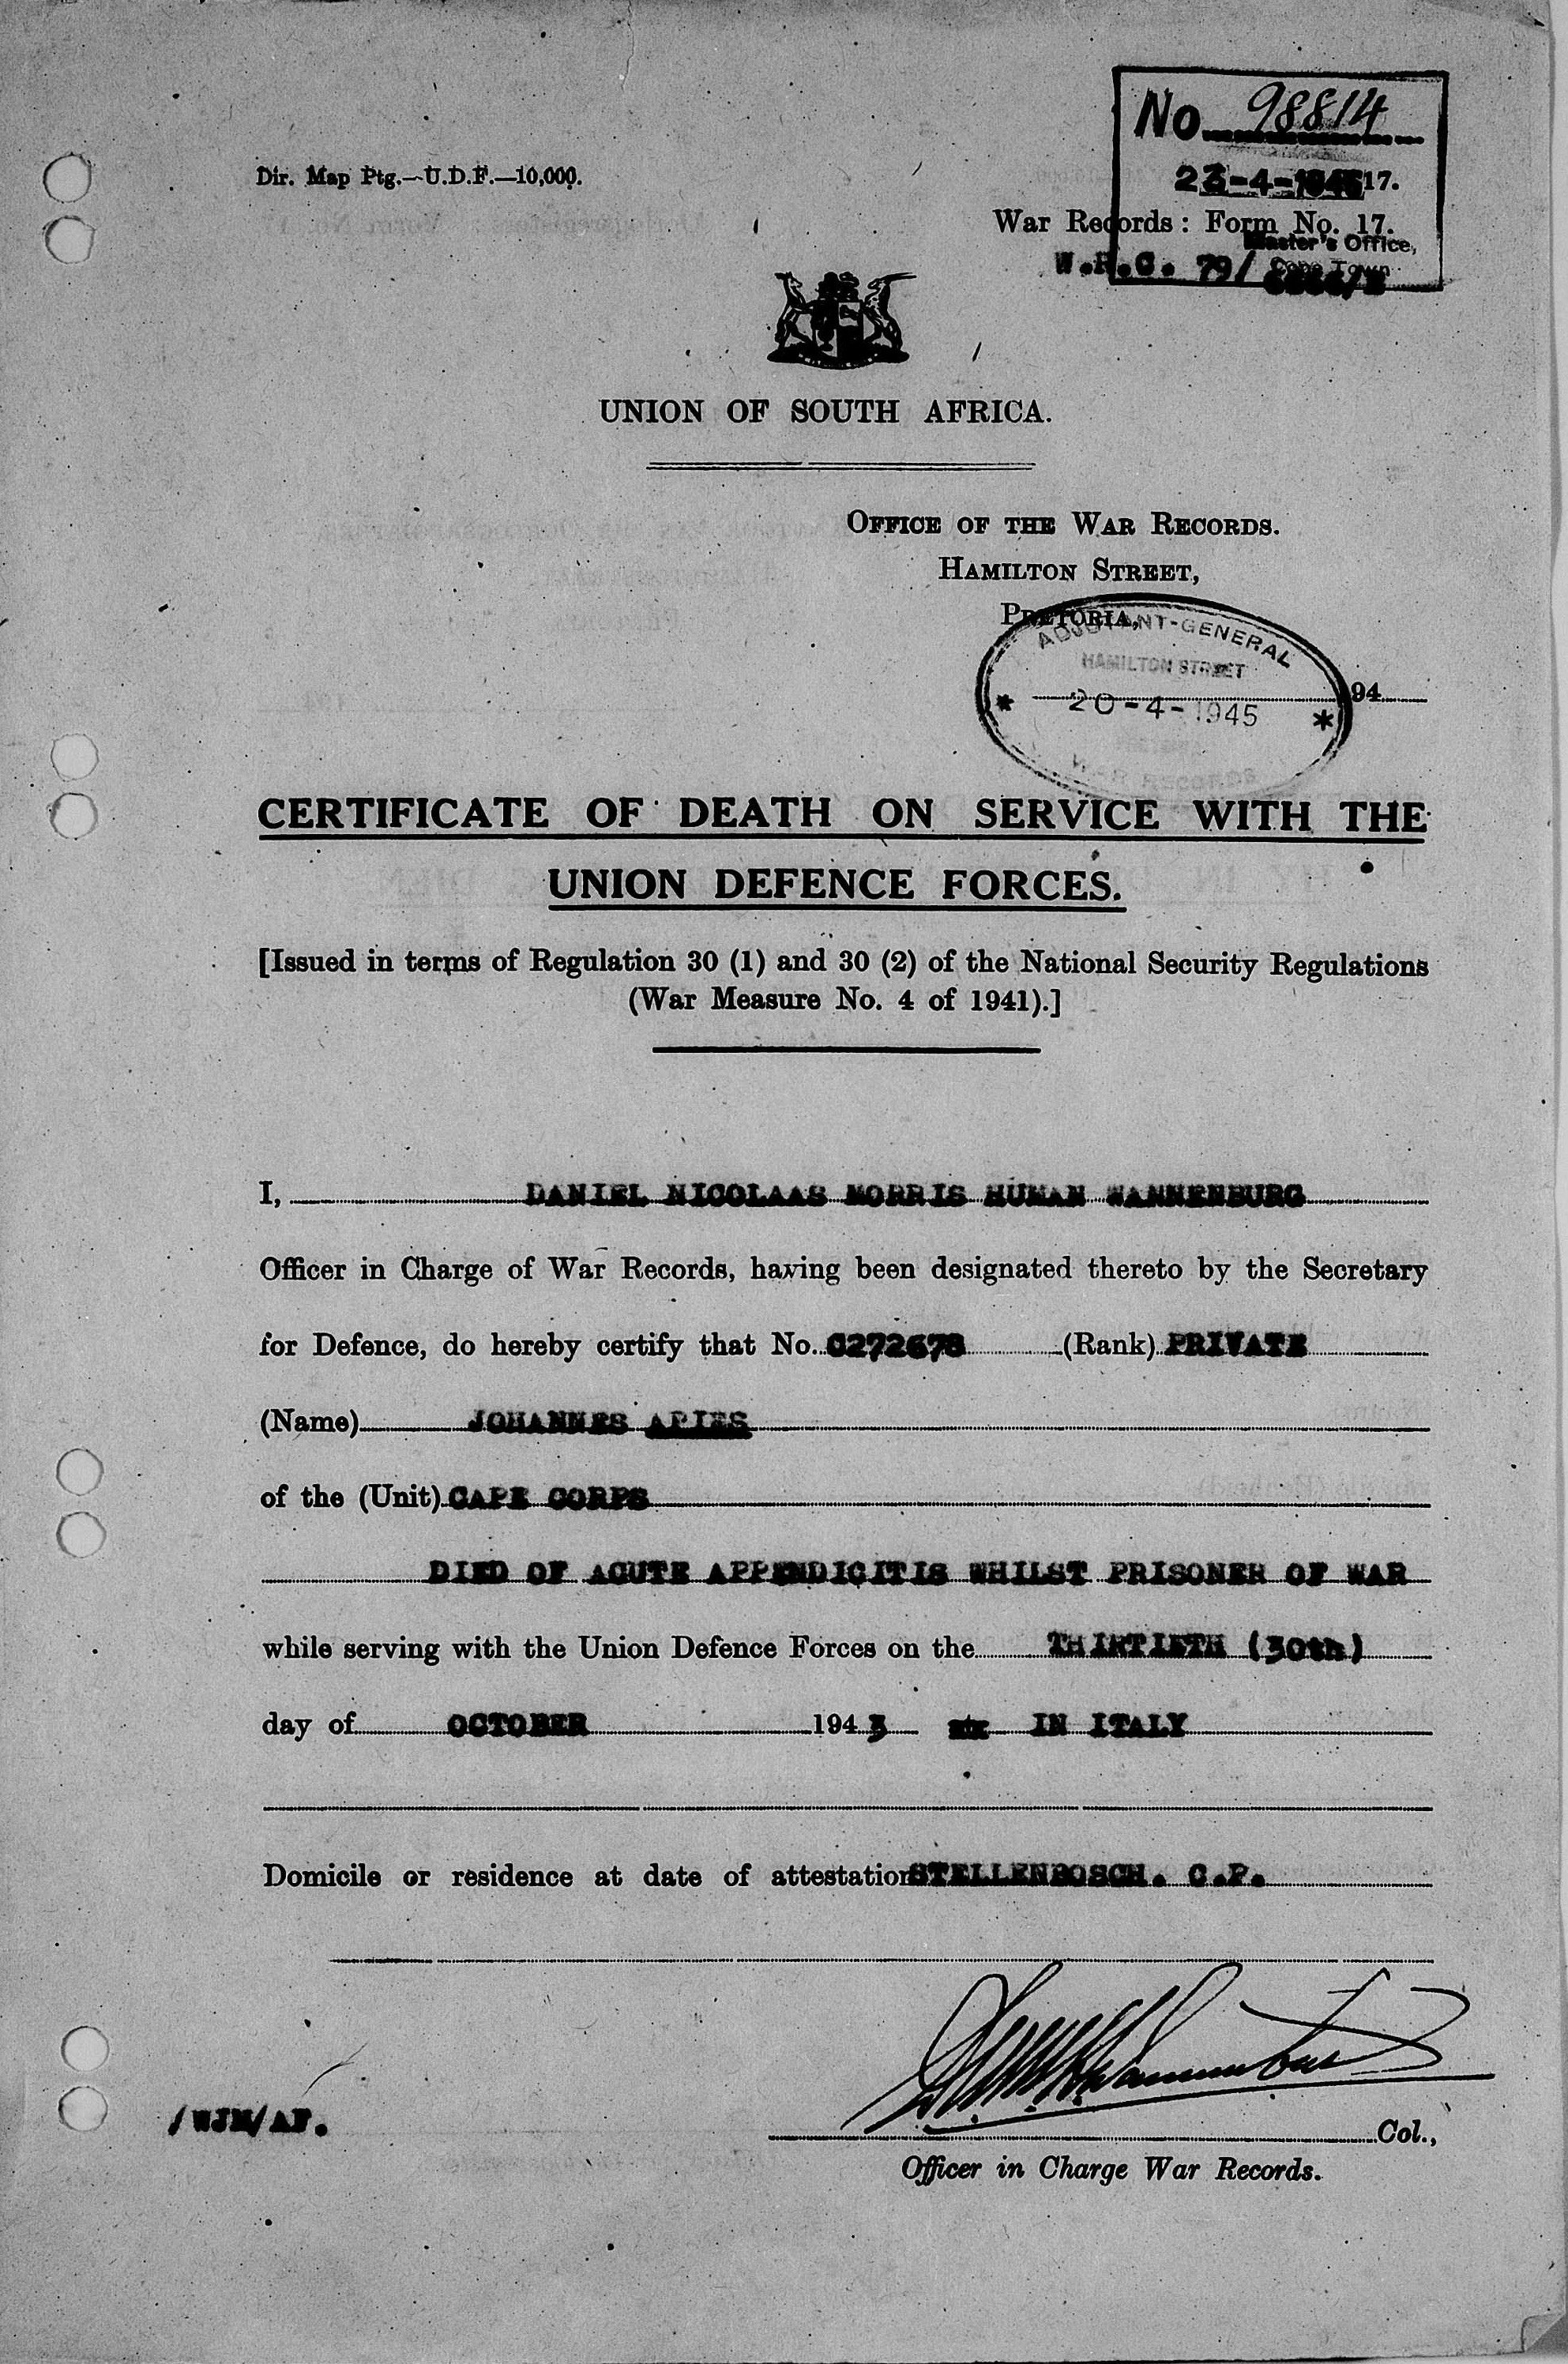 No 98814
Dir. Map Ptg.—U.D.F.—10,000.
23-4-1945 17.
War Records: Form No. 17.
Master's Office,
Cape Town
W.R.C. 79/
UNION OF SOUTH AFRICA.
OFFICE OF THE WAR RECORDS.
HAMILTON STREET,
PRETORIA,
ADJUTANT-GENERAL
HAMILTON STREET
194
* 20-4-1945 *
WAR RECORDS
CERTIFICATE OF DEATH ON SERVICE WITH THE
UNION DEFENCE FORCES.
[Issued in terms of Regulation 30 (1) and 30 (2) of the National Security Regulations
(War Measure No. 4 of 1941).]
I, DANIEL NICOLAAS MORRIS HUMAN WANNENBURG
Officer in Charge of War Records, having been designated thereto by the Secretary
for Defence, do hereby certify that No. C272678 (Rank) PRIVATE
(Name) JOHANNES APIES
of the (Unit) CAPE CORPS
DIED OF ACUTE APPENDICITIS WHILST PRISONER OF WAR
while serving with the Union Defence Forces on the THIRTIETH (30th)
day of OCTOBER 1943 IN ITALY
Domicile or residence at date of attestation STELLENBOSCH. C.P.
/WJM/AF.
Col.,
Officer in Charge War Records.